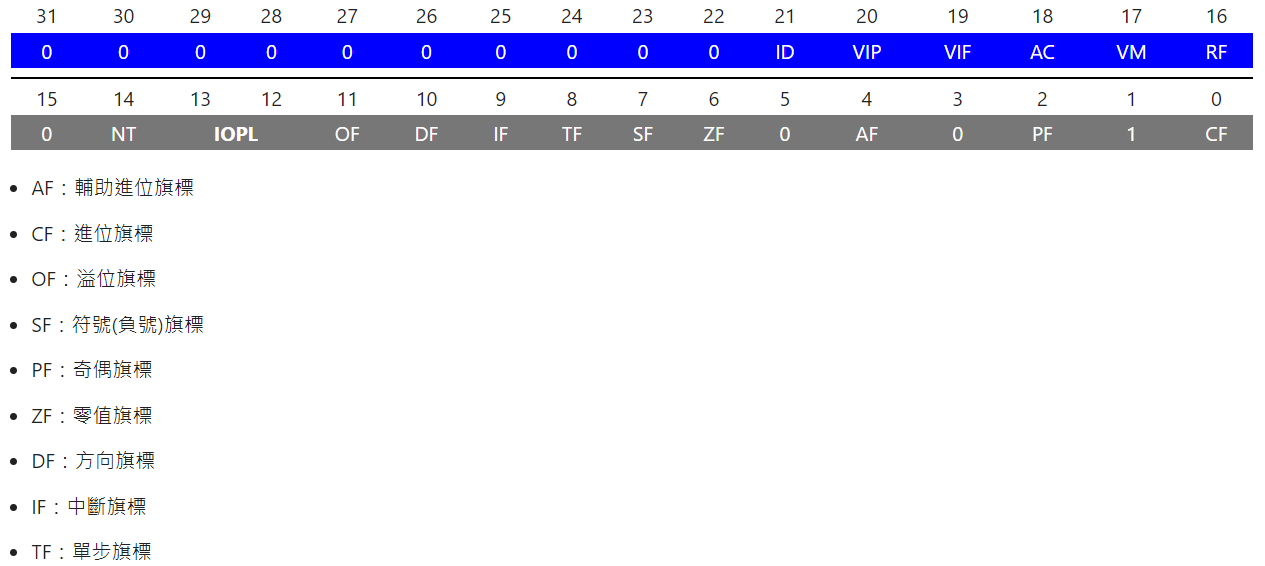 31 30 29 28 27 26 25 24 23 22 21 20 19 18 17 16
0 0 0 0 0 0 0 0 0 0 ID VIP VIF AC VM RF
15 14 13 12 11 10 9 8 7 6 5 4 3 2 1 0
0 NT IOPL OF DF IF TF SF ZF 0 AF 0 PF 1 CF
• AF：輔助進位旗標
• CF：進位旗標
• OF：溢位旗標
• SF：符號(負號)旗標
• PF：奇偶旗標
• ZF：零值旗標
• DF：方向旗標
• IF：中斷旗標
• TF：單步旗標